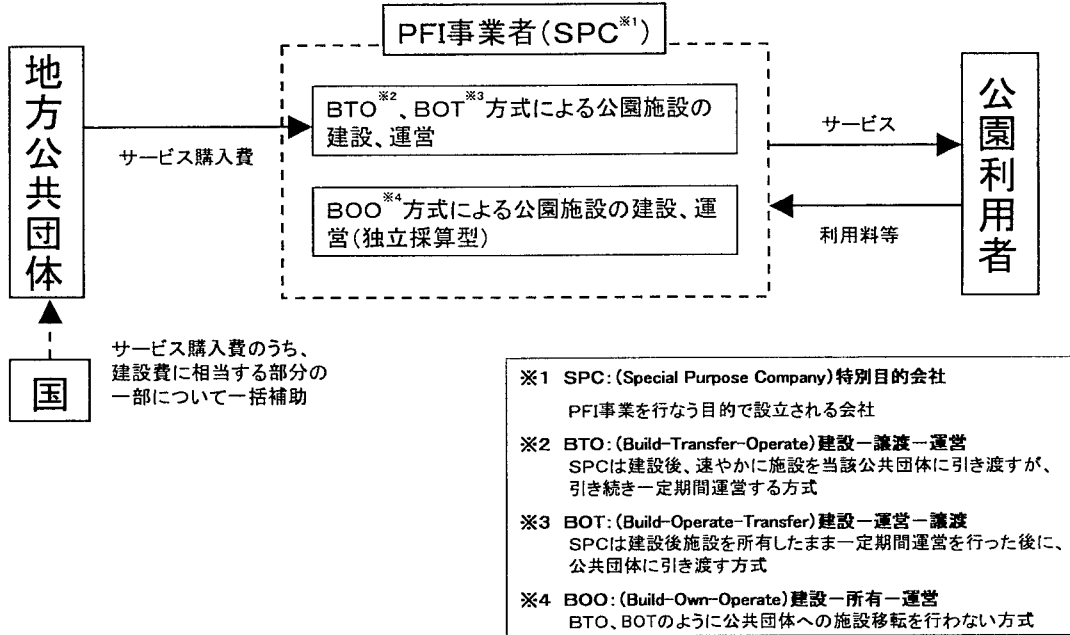 PFI事業者(SPC※1)
地方公共団体
サービス購入費
BTO※2、BOT※3方式による公園施設の
建設、運営
BOO※4方式による公園施設の建設、運
営(独立採算型)
サービス
利用料等
公園利用者
国
サービス購入費のうち、
建設費に相当する部分の
一部について一括補助
※1 SPC:(Special Purpose Company)特別目的会社
PFI事業を行なう目的で設立される会社
※2 BTO:(Build-Transfer-Operate)建設－譲渡－運営
SPCは建設後、速やかに施設を当該公共団体に引き渡すが、
引き続き一定期間運営する方式
※3 BOT:(Build-Operate-Transfer)建設－運営－譲渡
SPCは建設後施設を所有したまま一定期間運営を行った後に、
公共団体に引き渡す方式
※4 BOO:(Build-Own-Operate)建設－所有－運営
BTO、BOTのように公共団体への施設移転を行わない方式